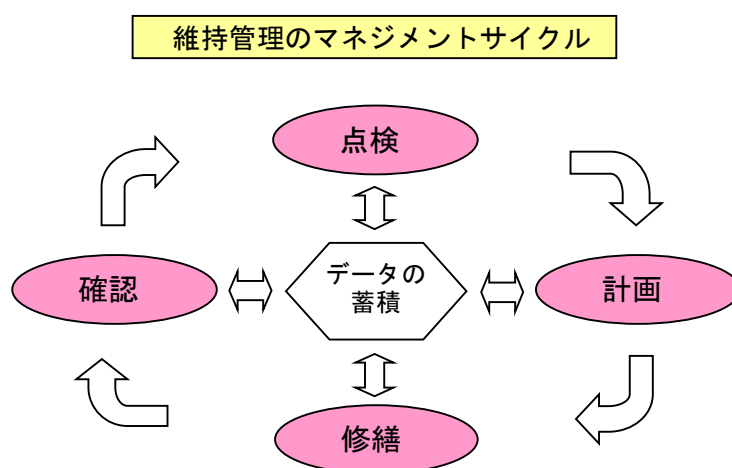 維持管理のマネジメントサイクル
点検
確認
データの
蓄積
計画
修繕